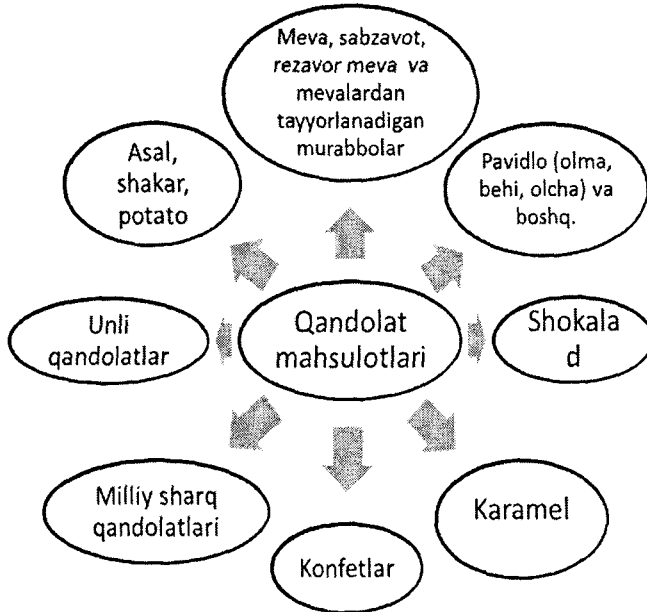 Meva, sabzavot,
rezavor meva va
mevalardan
tayyorlanadigan
murabbolar
Asal,
shakar,
potato
Pavidlo (olma,
behi, olcha) va
boshq.
Unli
qandolatlar
Qandolat
mahsulotlari
Shokala
d
Milliy sharq
qandolatlari
Konfetlar
Karamel